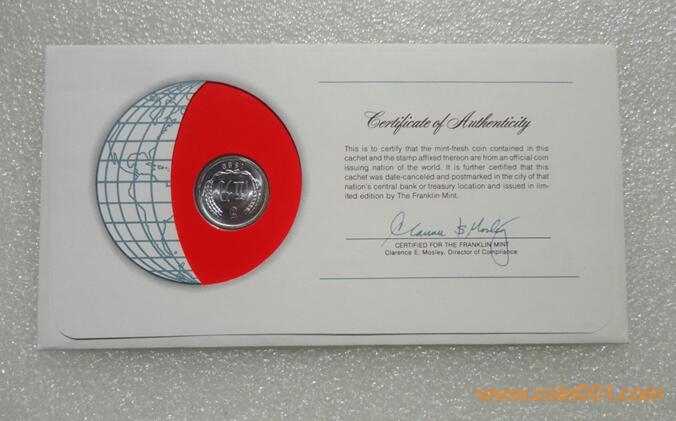 Certificate of Authenticity
This is to certify that the mint-fresh coin contained in this
cachet and the stamp affixed thereon are from an official coin
issuing nation of the world. It is further certified that this
cachet was date-canceled and postmarked in the city of that
nation's central bank or treasury location and issued in lim-
ited edition by The Franklin Mint.
CERTIFIED FOR THE FRANKLIN MINT
Clarence E. Mosley, Director of Compliance
www.coin001.com